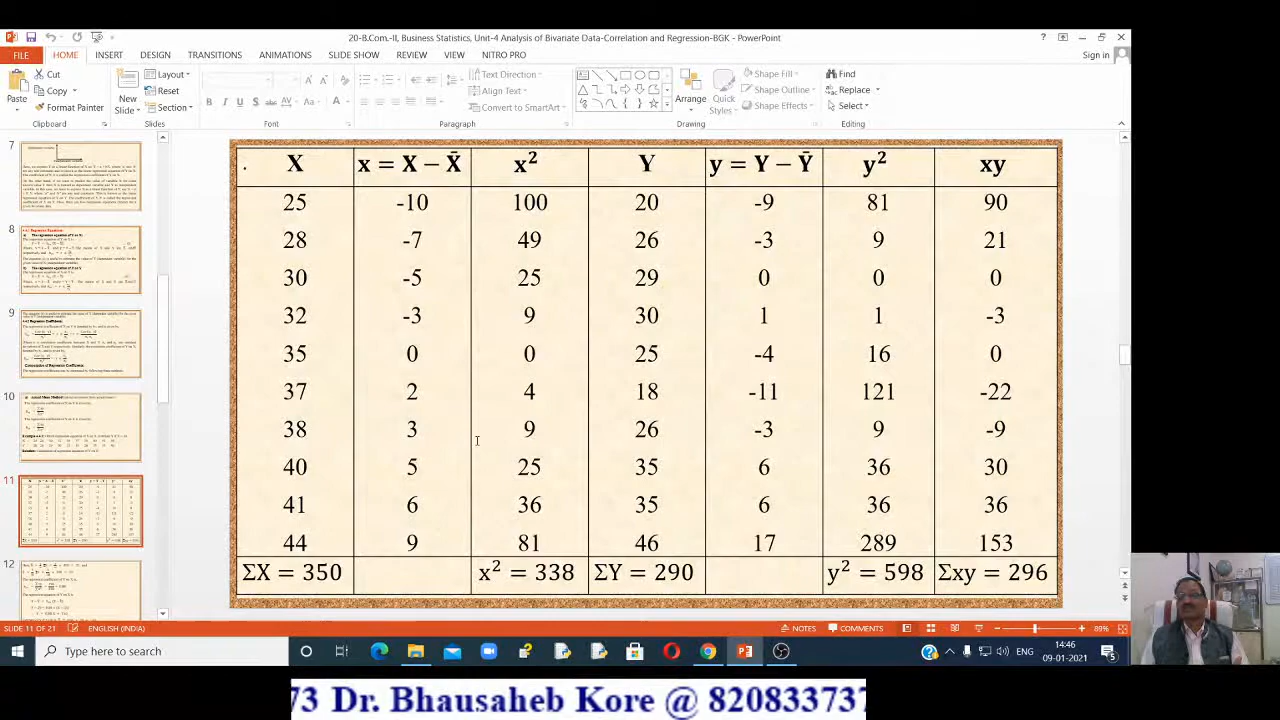 20-B.Com.-II, Business Statistics, Unit-4 Analysis of Bivariate Data-Correlation and Regression-BGK - PowerPoint
Sign in
FILE HOME INSERT DESIGN TRANSITIONS ANIMATIONS SLIDE SHOW REVIEW VIEW NITRO PRO
Paste
Cut
Copy
Format Painter
Clipboard
New Slide
Layout
Reset
Section
Slides
Font
Text Direction
Align Text
Convert to SmartArt
Paragraph
Arrange
Quick Styles
Shape Fill
Shape Outline
Shape Effects
Drawing
Find
Replace
Select
Editing
7
8
9
10
11
12
. X x = X − X̄ x² Y y = Y − Ȳ y² xy
25 -10 100 20 -9 81 90
28 -7 49 26 -3 9 21
30 -5 25 29 0 0 0
32 -3 9 30 1 1 -3
35 0 0 25 -4 16 0
37 2 4 18 -11 121 -22
38 3 9 26 -3 9 -9
40 5 25 35 6 36 30
41 6 36 35 6 36 36
44 9 81 46 17 289 153
ΣX = 350 x² = 338 ΣY = 290 y² = 598 Σxy = 296
SLIDE 11 OF 21 ENGLISH (INDIA) NOTES COMMENTS 89%
Type here to search
ENG
14:46
09-01-2021
5
73 Dr. Bhausaheb Kore @ 820833737